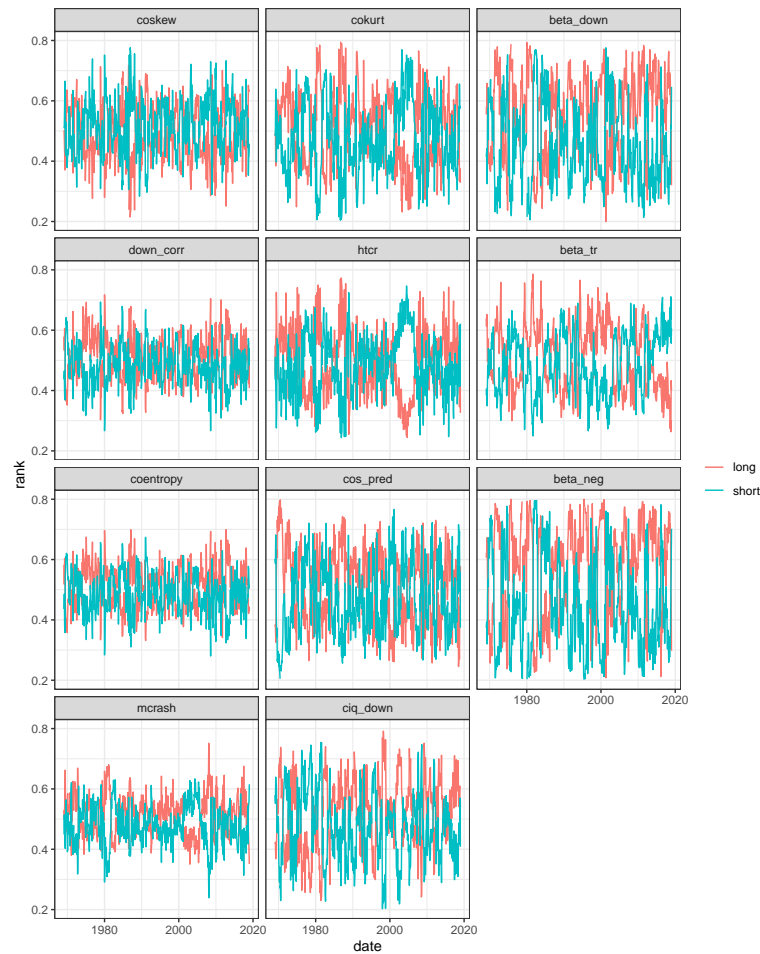 coskew cokurt beta_down
0.8
0.6
0.4
0.2
down_corr htcr beta_tr
0.8
0.6
0.4
0.2
rank
long
short
coentropy cos_pred beta_neg
0.8
0.6
0.4
0.2
1980 2000 2020
mcrash ciq_down
0.8
0.6
0.4
0.2
1980 2000 2020 1980 2000 2020
date